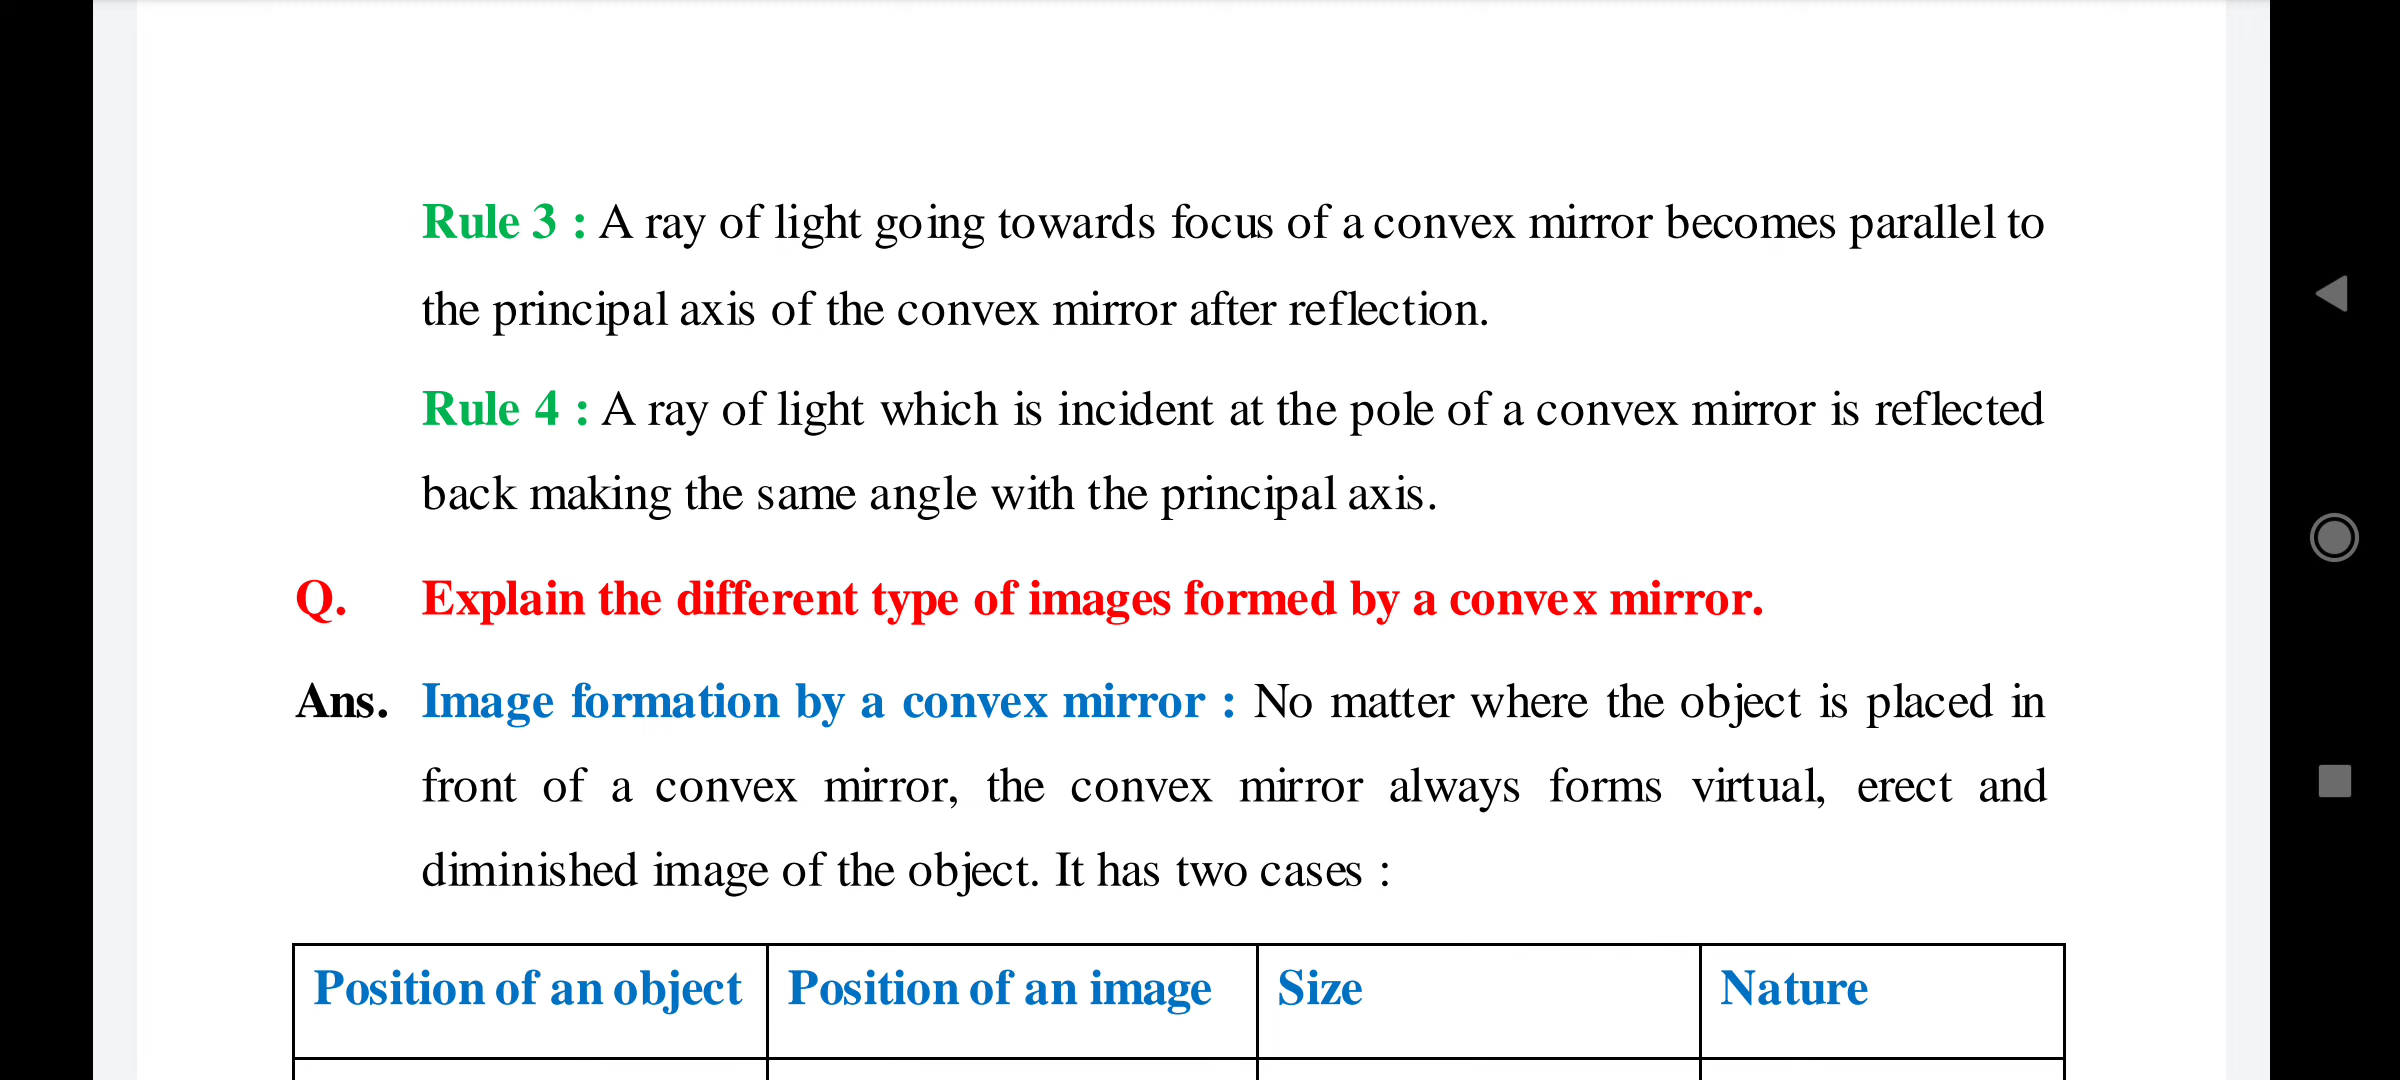 Rule 3 : A ray of light going towards focus of a convex mirror becomes parallel to
the principal axis of the convex mirror after reflection.
Rule 4 : A ray of light which is incident at the pole of a convex mirror is reflected
back making the same angle with the principal axis.
Q. Explain the different type of images formed by a convex mirror.
Ans. Image formation by a convex mirror : No matter where the object is placed in
front of a convex mirror, the convex mirror always forms virtual, erect and
diminished image of the object. It has two cases :
Position of an object Position of an image Size Nature